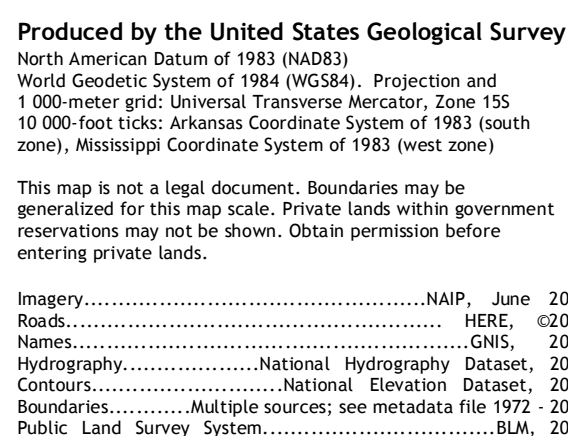 Produced by the United States Geological Survey
North American Datum of 1983 (NAD83)
World Geodetic System of 1984 (WGS84). Projection and
1 000-meter grid: Universal Transverse Mercator, Zone 15S
10 000-foot ticks: Arkansas Coordinate System of 1983 (south
zone), Mississippi Coordinate System of 1983 (west zone)
This map is not a legal document. Boundaries may be
generalized for this map scale. Private lands within government
reservations may not be shown. Obtain permission before
entering private lands.
Imagery..................................................NAIP, June 20
Roads....................................................... HERE, ©20
Names..........................................................GNIS, 20
Hydrography....................National Hydrography Dataset, 20
Contours............................National Elevation Dataset, 20
Boundaries...........Multiple sources; see metadata file 1972 - 20
Public Land Survey System..................................BLM, 20